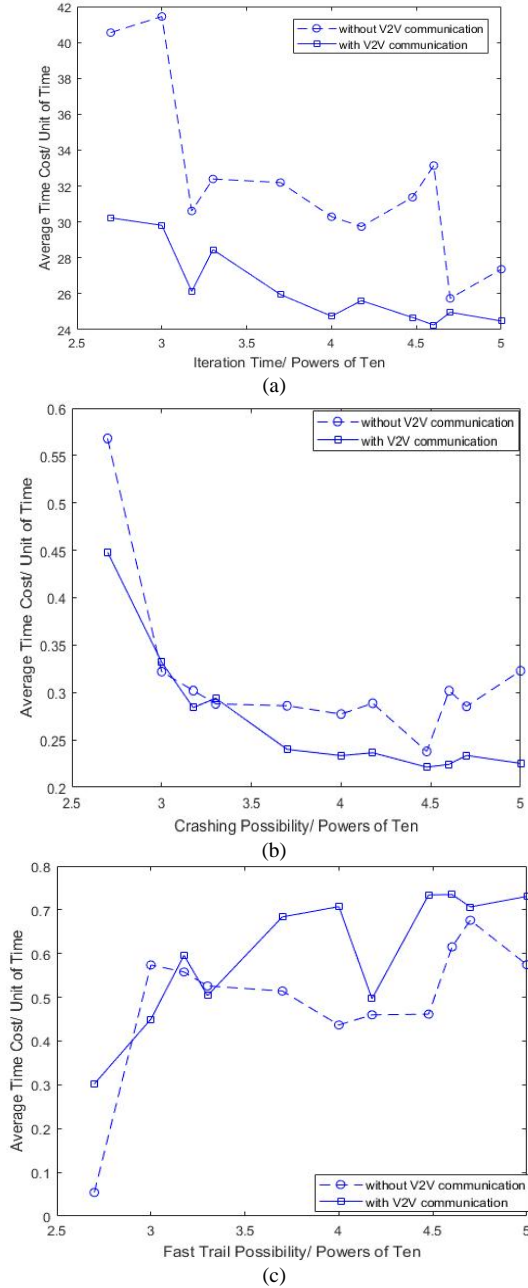 42
40
38
36
34
32
30
28
26
24
Average Time Cost/ Unit of Time
without V2V communication
with V2V communication
2.5 3 3.5 4 4.5 5
Iteration Time/ Powers of Ten
(a)
0.6
0.55
0.5
0.45
0.4
0.35
0.3
0.25
0.2
Average Time Cost/ Unit of Time
without V2V communication
with V2V communication
2.5 3 3.5 4 4.5 5
Crashing Possibility/ Powers of Ten
(b)
0.8
0.7
0.6
0.5
0.4
0.3
0.2
0.1
0
Average Time Cost/ Unit of Time
without V2V communication
with V2V communication
2.5 3 3.5 4 4.5 5
Fast Trail Possibility/ Powers of Ten
(c)